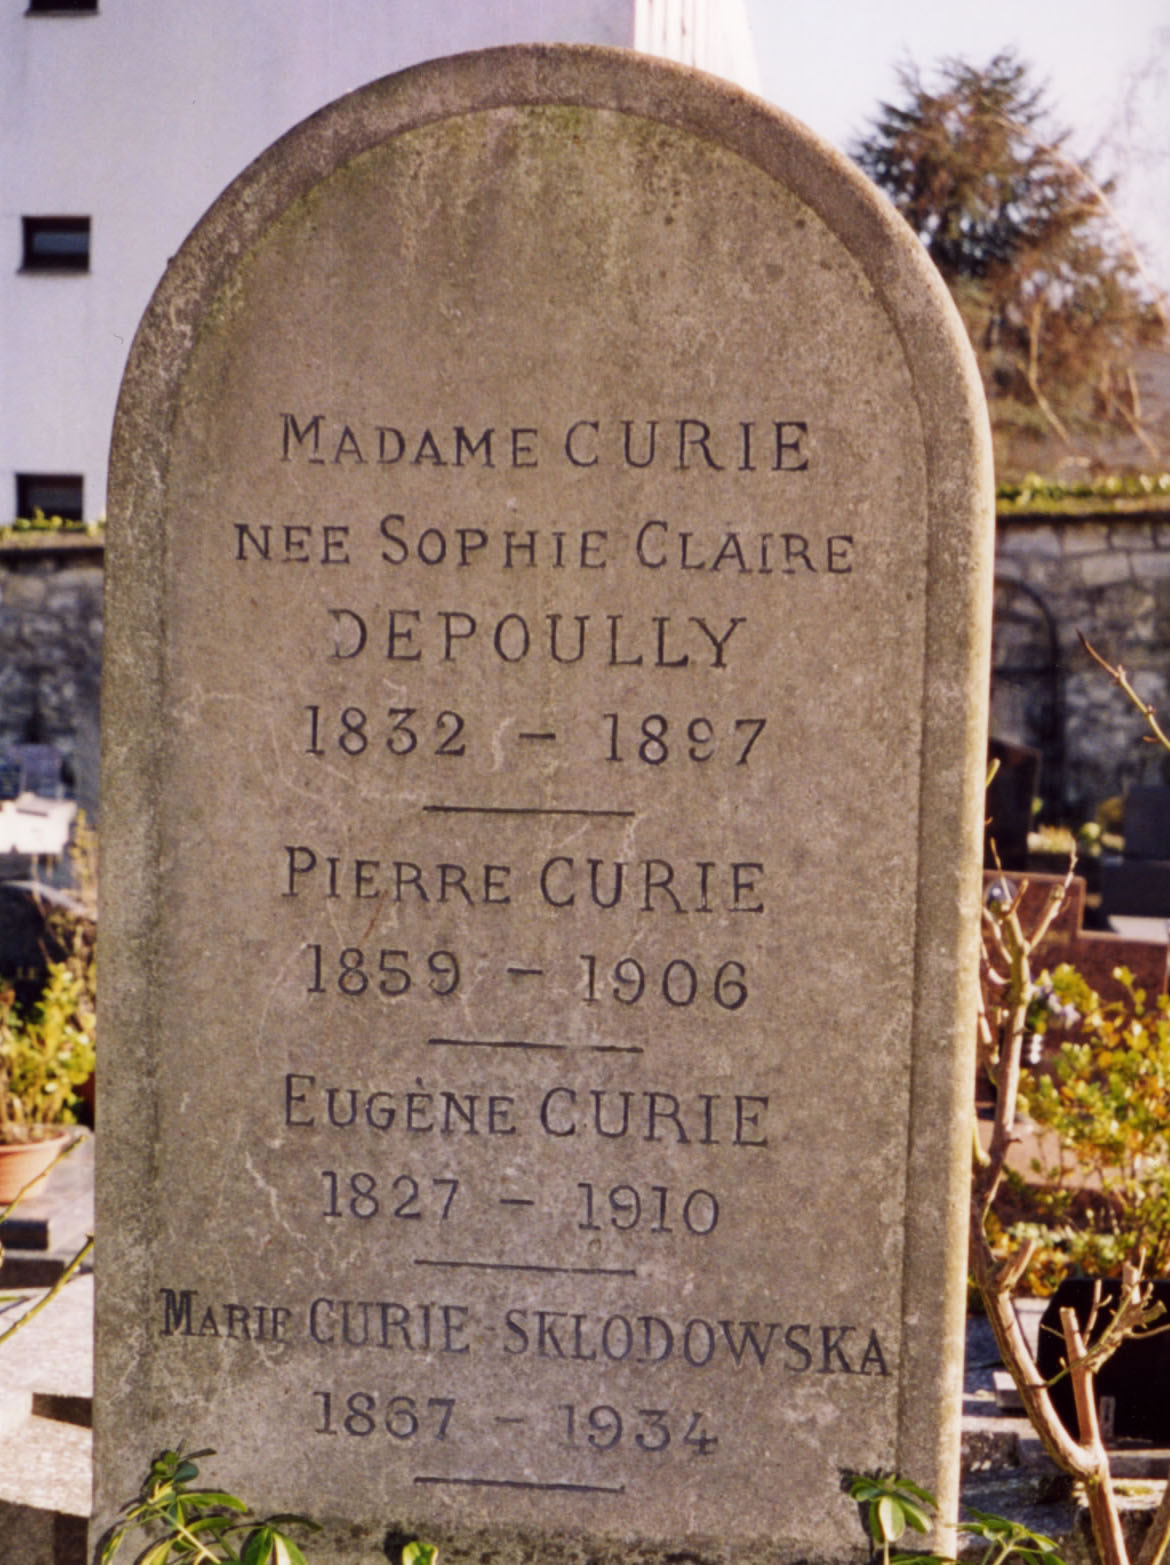 MADAME CURIE
NEE SOPHIE CLAIRE
DEPOULLY
1832 – 1897
PIERRE CURIE
1859 – 1906
EUGÈNE CURIE
1827 – 1910
MARIE CURIE-SKLODOWSKA
1867 – 1934